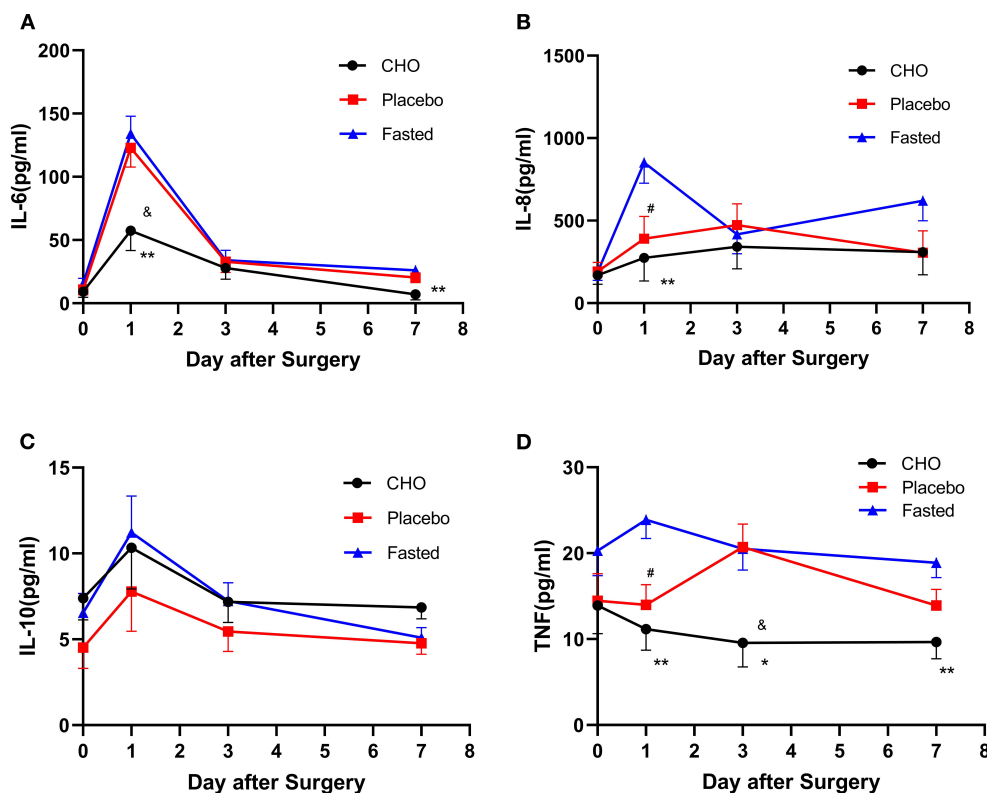 A
IL-6(pg/ml)
200
150
100
50
0
0 1 2 3 4 5 6 7 8
Day after Surgery
CHO
Placebo
Fasted
&
**
**
B
IL-8(pg/ml)
1500
1000
500
0
0 1 2 3 4 5 6 7 8
Day after Surgery
CHO
Placebo
Fasted
#
**
C
IL-10(pg/ml)
15
10
5
0
0 1 2 3 4 5 6 7 8
Day after Surgery
CHO
Placebo
Fasted
D
TNF(pg/ml)
30
20
10
0
0 1 2 3 4 5 6 7 8
Day after Surgery
CHO
Placebo
Fasted
#
&
**
*
**